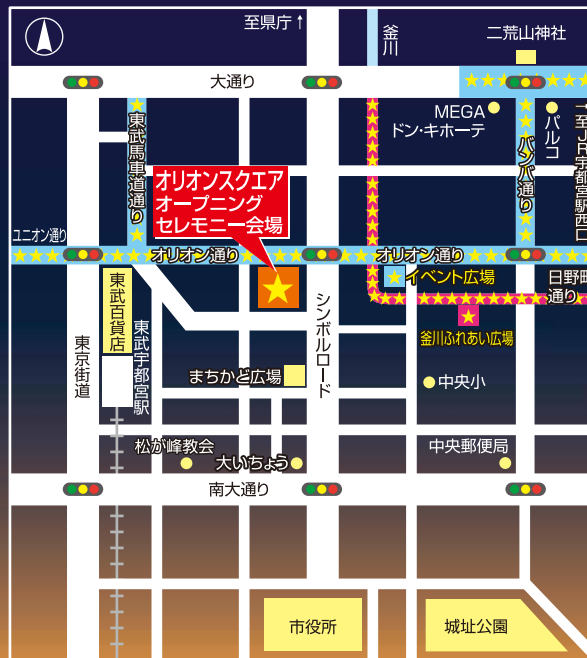 至県庁↑
釜川
二荒山神社
大通り
MEGA
ドン・キホーテ
パルコ
↑至JR宇都宮駅西口
東武馬車道通り
バンバ通り
オリオンスクエア
オープニング
セレモニー会場
ユニオン通り
オリオン通り
オリオン通り
イベント広場
日野町
通り
東武百貨店
東武宇都宮駅
シンボルロード
釜川ふれあい広場
東京街道
まちかど広場
中央小
松が峰教会
大いちょう
中央郵便局
南大通り
市役所
城址公園